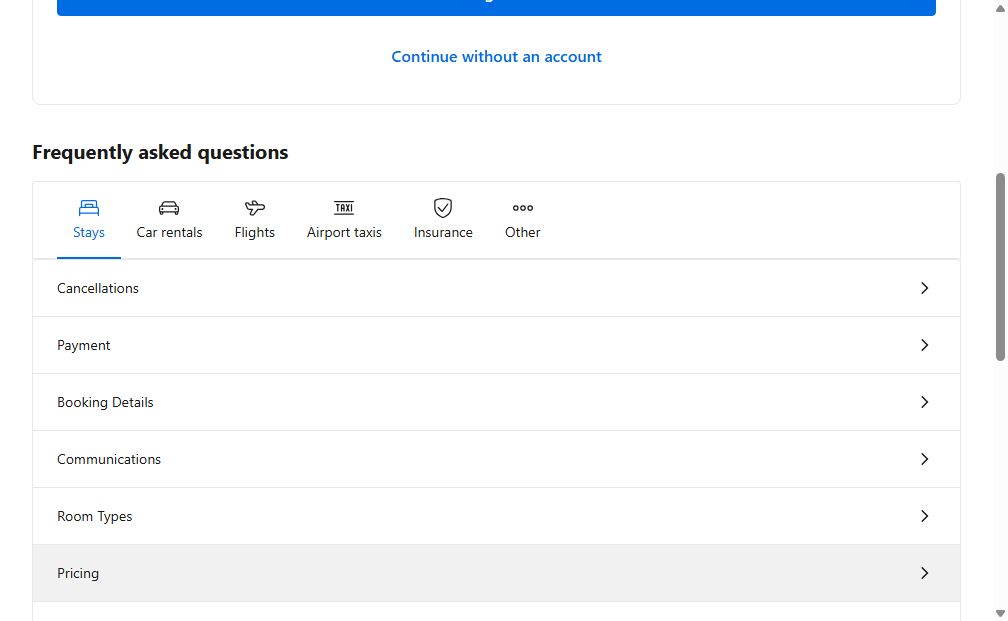 Continue without an account
Frequently asked questions
Stays
Car rentals
Flights
TAXI
Airport taxis
Insurance
Other
Cancellations
Payment
Booking Details
Communications
Room Types
Pricing